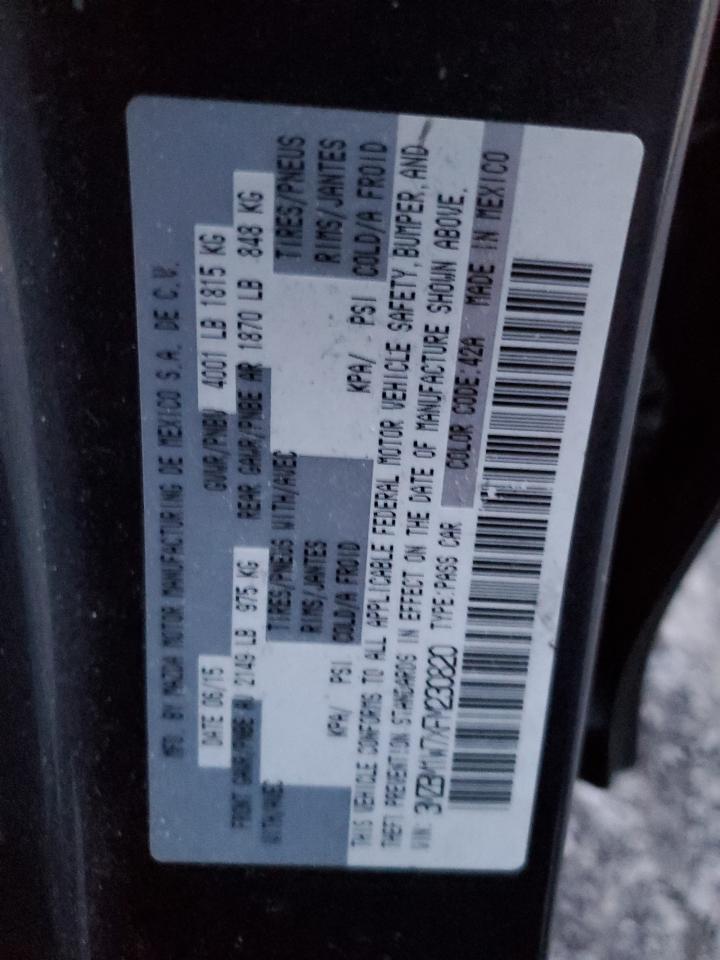 MFD. BY MAZDA MOTOR MANUFACTURING DE MEXICO S.A. DE C.V.
DATE 06/15 GVWR/PNBV 4001 LB 1815 KG
FRONT GAWR/PNBE AV 2149 LB 975 KG REAR GAWR/PNBE AR 1870 LB 848 KG
WITH/AVEC TIRES/PNEUS WITH/AVEC TIRES/PNEUS
RIMS/JANTES RIMS/JANTES
KPA/ PSI COLD/A FROID KPA/ PSI COLD/A FROID
THIS VEHICLE CONFORMS TO ALL APPLICABLE FEDERAL MOTOR VEHICLE SAFETY, BUMPER, AND
THEFT PREVENTION STANDARDS IN EFFECT ON THE DATE OF MANUFACTURE SHOWN ABOVE.
VIN: 3MZBM1W7XFM230820 TYPE:PASS CAR COLOR CODE:42A MADE IN MEXICO